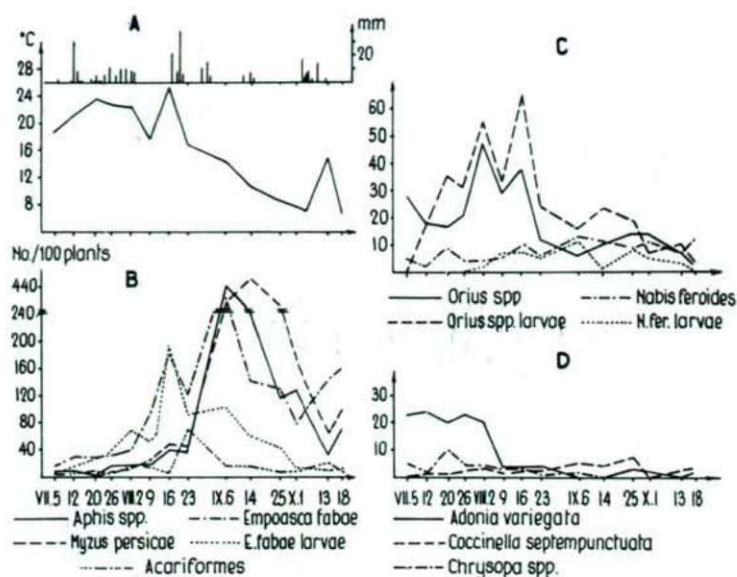 A
°C
mm
28
20
24
20
16
12
8
No./100 plants
B
440
240
200
160
120
80
40
VII.5 12 20 26 VIII.2 9 16 23 IX.6 14 25 X.1 13 18
Aphis spp.
Empoasca fabae
Myzus persicae
E.fabae larvae
Acariformes
C
60
50
40
30
20
10
Orius spp
Nabis feroides
Orius spp. larvae
N.fer. larvae
D
30
20
10
VII.5 12 20 26 VIII.2 9 16 23 IX.6 14 25 X.1 13 18
Adonia variegata
Coccinella septempunctuata
Chrysopa spp.